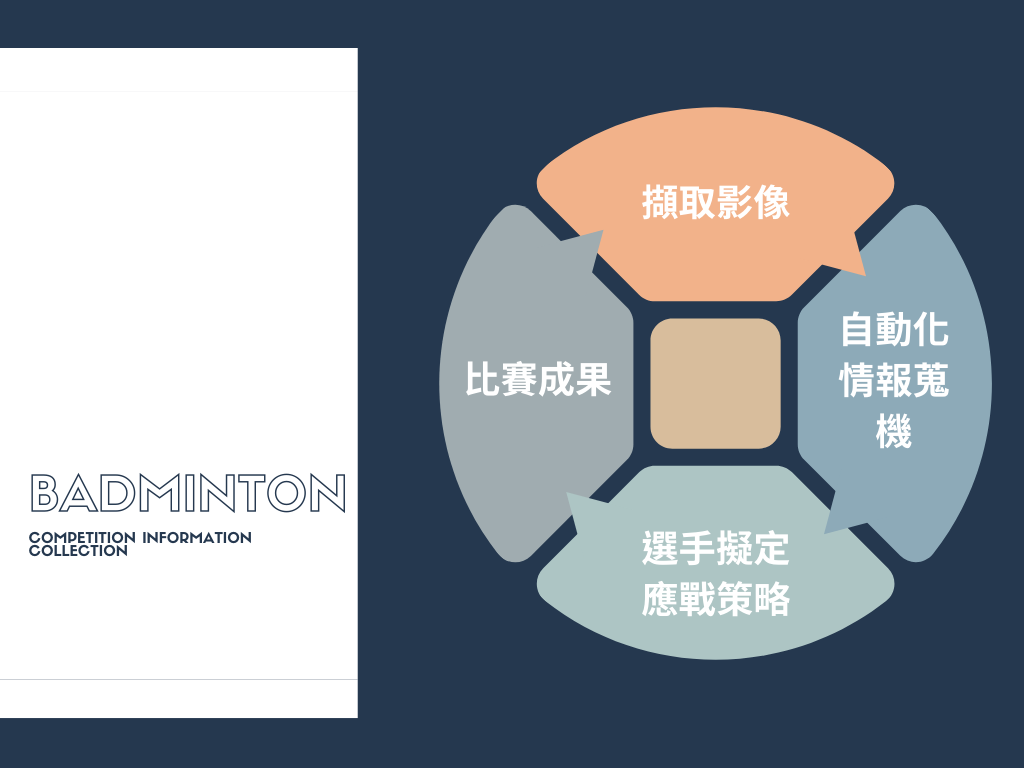 BADMINTON
COMPETITION INFORMATION
COLLECTION
擷取影像
自動化
情報蒐
機
選手擬定
應戰策略
比賽成果